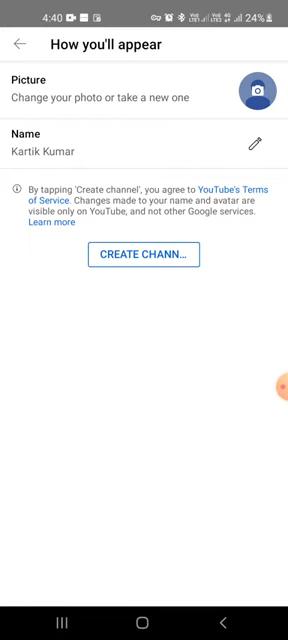 4:40 24%
How you'll appear
Picture
Change your photo or take a new one
Name
Kartik Kumar
By tapping 'Create channel', you agree to YouTube's Terms
of Service. Changes made to your name and avatar are
visible only on YouTube, and not other Google services.
Learn more
CREATE CHANN...